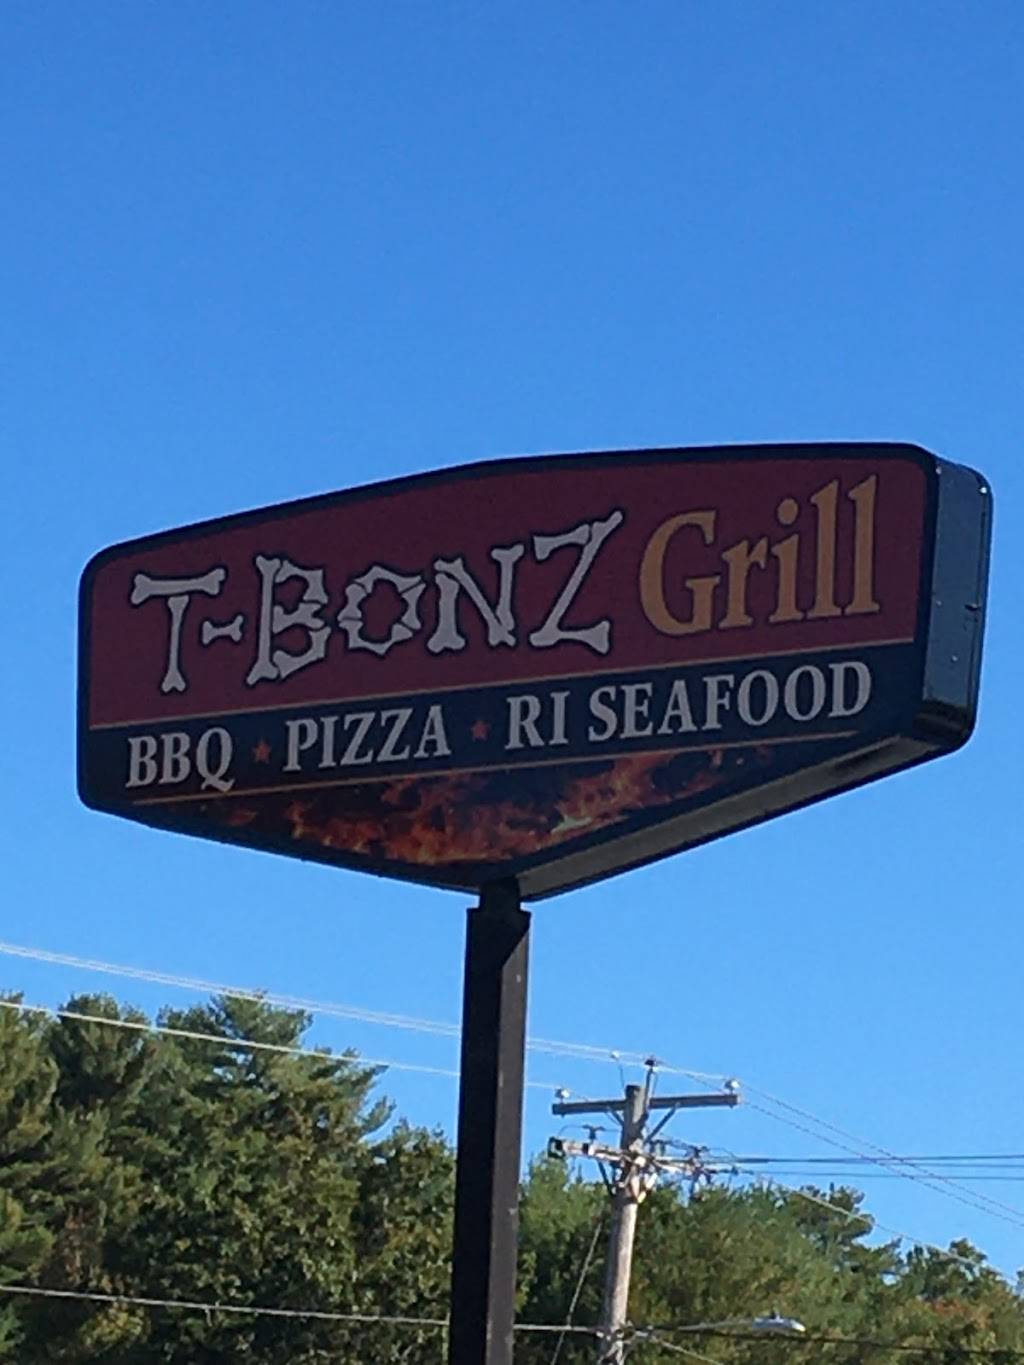 T-BONZ Grill
BBQ ★ PIZZA ★ RI SEAFOOD